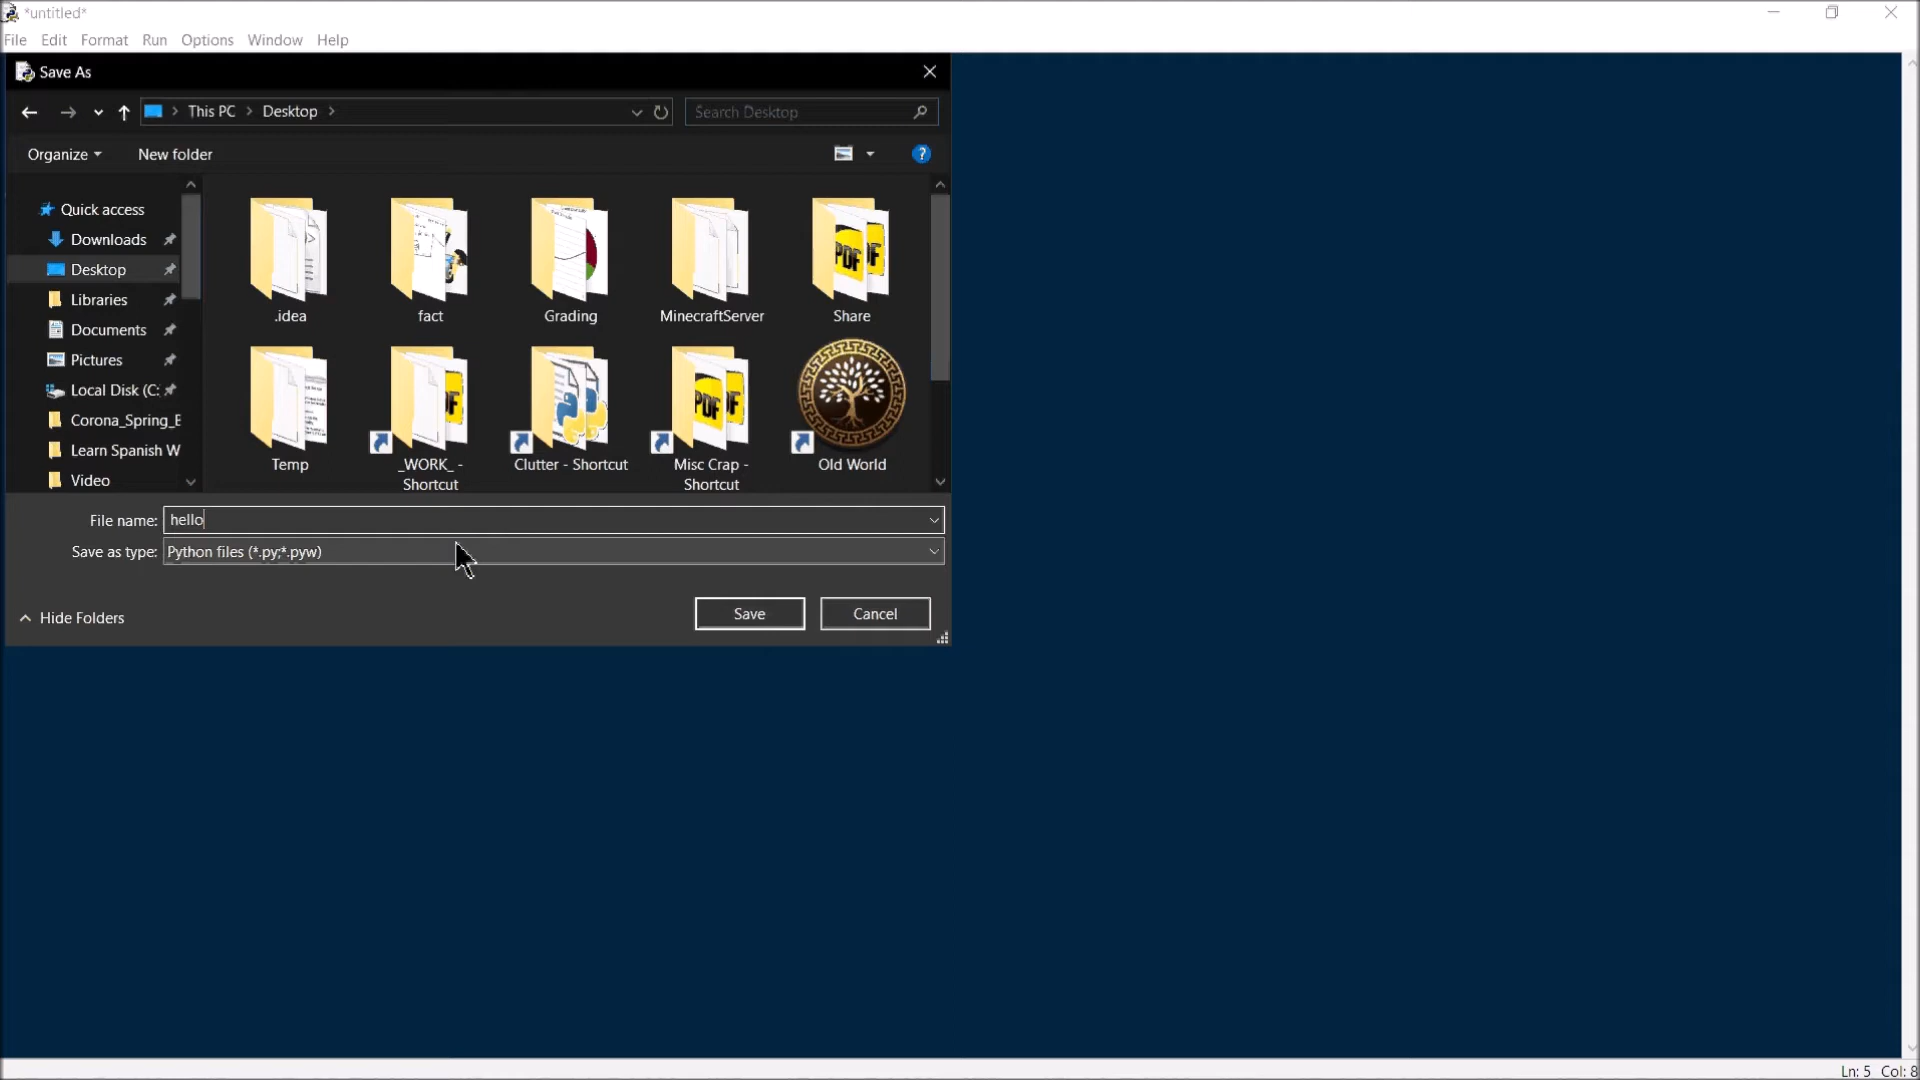 *untitled*
File Edit Format Run Options Window Help
Save As
This PC Desktop
Search Desktop
Organize New folder
Quick access
Downloads
Desktop
Libraries
Documents
Pictures
Local Disk (C:
Corona_Spring_E
Learn Spanish W
Video
.idea fact Grading MinecraftServer Share
PDF
Temp _WORK_ - Shortcut Clutter - Shortcut Misc Crap - Shortcut Old World
PDF
File name: hello
Save as type: Python files (*.py;*.pyw)
Hide Folders
Save Cancel
Ln: 5 Col: 8